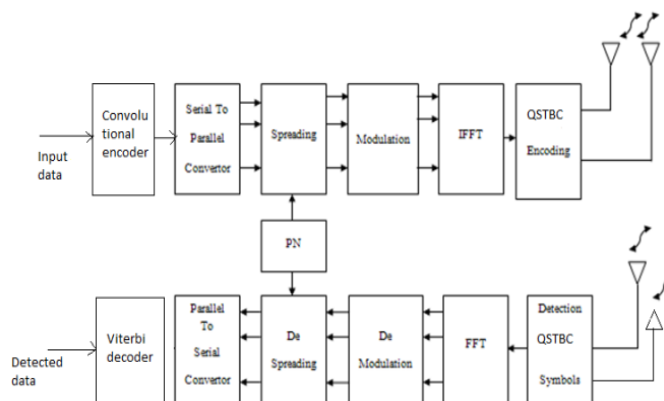 Input
data
Convolu
tional
encoder
Serial To
Parallel
Convertor
Spreading
Modulation
IFFT
QSTBC
Encoding
PN
Detected
data
Viterbi
decoder
Parallel
To
Serial
Convertor
De
Spreading
De
Modulation
FFT
Detection
QSTBC
Symbols